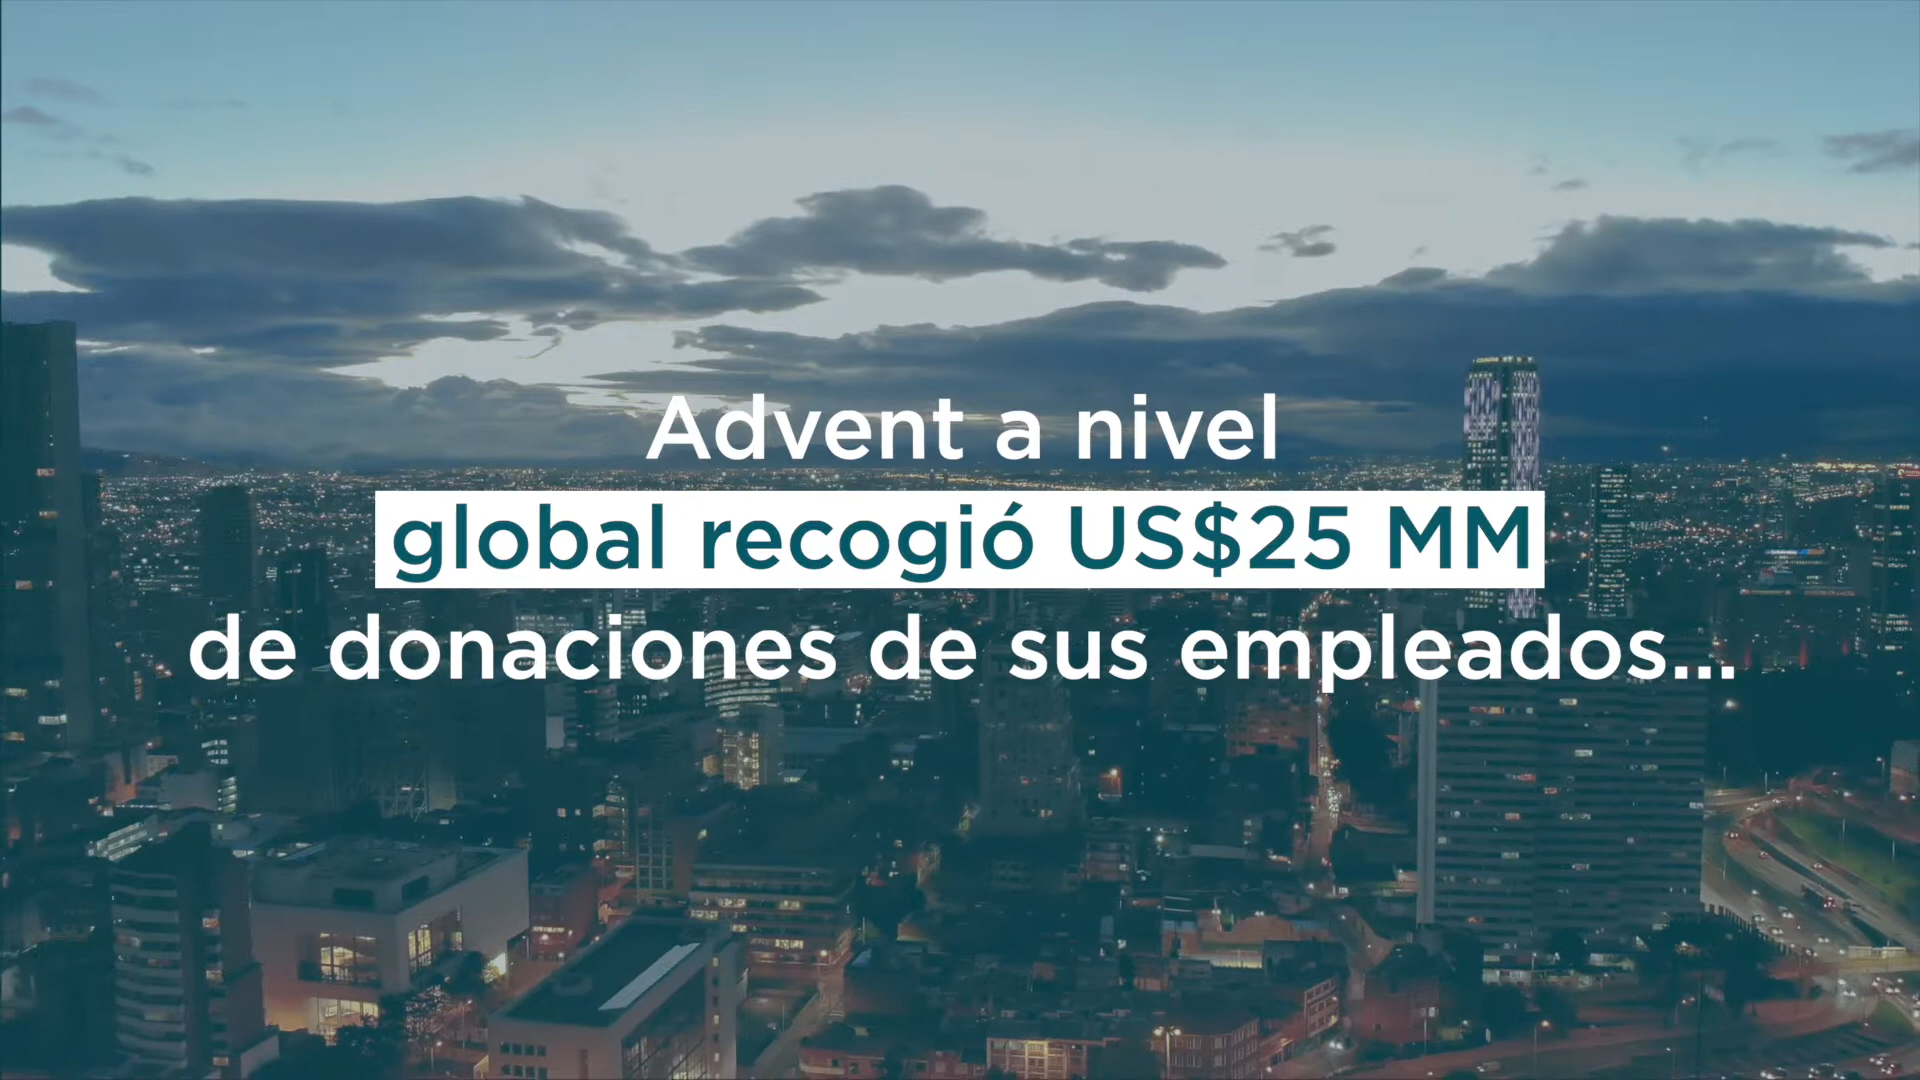 Advent a nivel
global recogió US$25 MM
de donaciones de sus empleados...